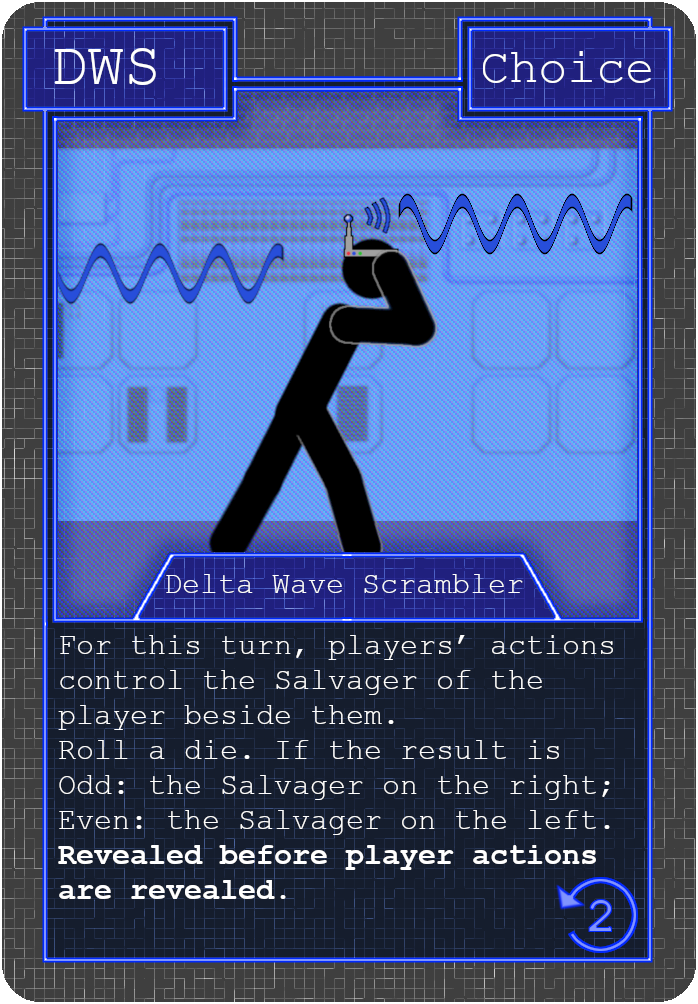 DWS
Choice
Delta Wave Scrambler
For this turn, players’ actions
control the Salvager of the
player beside them.
Roll a die. If the result is
Odd: the Salvager on the right;
Even: the Salvager on the left.
Revealed before player actions
are revealed.
2